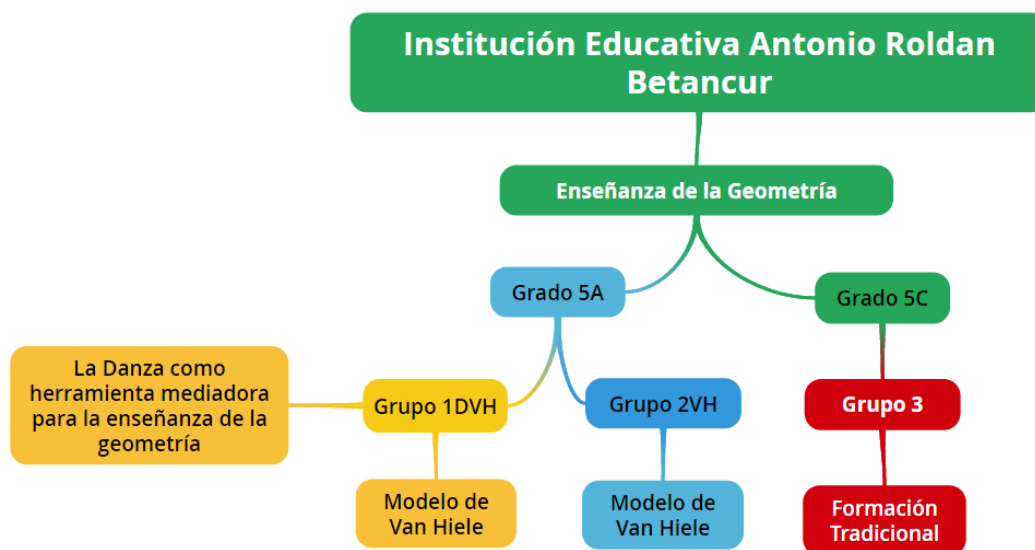 Institución Educativa Antonio Roldan
Betancur
Enseñanza de la Geometría
Grado 5A
Grado 5C
La Danza como
herramienta mediadora
para la enseñanza de la
geometría
Grupo 1DVH
Grupo 2VH
Grupo 3
Modelo de
Van Hiele
Modelo de
Van Hiele
Formación
Tradicional